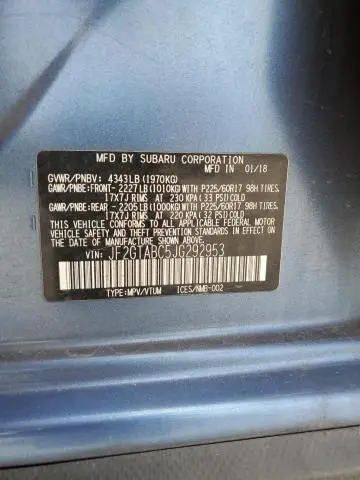 MFD BY SUBARU CORPORATION
IN 01/18
GVWR/PNBV: 4343LB(1970KG)
GAWR/PNBE:FRONT- 2227LB(1010KG)WITH P225/60R17 98H TIRES,
17X7J RIMS AT 230 KPA(33 PSI)COLD
GAWR/PNBE:REAR - 2205LB(1000KG)WITH P225/60R17 98H TIRES,
17X7J RIMS AT 220 KPA(32 PSI)COLD
VIN: JF2GTABC5JG292953
THIS VEHICLE CONFORMS TO ALL APPLICABLE
U.S. FEDERAL MOTOR VEHICLE SAFETY, BUMPER,
AND THEFT PREVENTION STANDARDS IN EFFECT
ON THE DATE OF MANUFACTURE SHOWN ABOVE.
TYPE:MPV/VTUM ICES/NMB-002